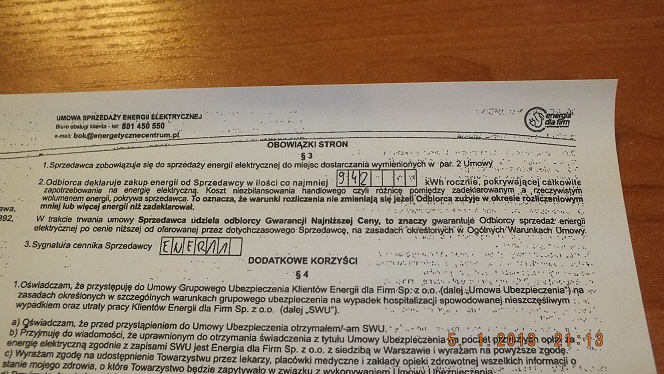 UMOWA SPRZEDAŻY ENERGII ELEKTRYCZNEJ
Biuro obsługi klienta - tel: 801 450 550
e-mail: bok@energetycznecentrum.pl
energia
dla firm
OBOWIĄZKI STRON
§ 3
1.Sprzedawca zobowiązuje się do sprzedaży energii elektrycznej do miejsc dostarczania wymienionych w par. 2 Umowy
2.Odbiorca deklaruje zakup energii od Sprzedawcy w ilości co najmniej 942 kWh rocznie, pokrywającej całkowite
zapotrzebowanie na energię elektryczną. Koszt niezbilansowania handlowego czyli różnicę pomiędzy zadeklarowanym a rzeczywistym
wolumenem energii, pokrywa sprzedawca. To oznacza, że warunki rozliczenia nie zmieniają się jeżeli Odbiorca zużyje w okresie rozliczeniowym
mniej lub więcej energii niż zadeklarował.
W trakcie trwania umowy Sprzedawca udziela odbiorcy Gwarancji Najniższej Ceny, to znaczy gwarantuje Odbiorcy sprzedaż energii
elektrycznej po cenie niższej od oferowanej przez dotychczasowego Sprzedawcę, na zasadach określonych w Ogólnych Warunkach Umowy.
3.Sygnatura cennika Sprzedawcy
DODATKOWE KORZYŚCI
§ 4
1.Oświadczam, że przystępuję do Umowy Grupowego Ubezpieczenia Klientów Energii dla Firm Sp. z o.o. (dalej „Umowa Ubezpieczenia") na
zasadach określonych w szczególnych warunkach grupowego ubezpieczenia na wypadek hospitalizacji spowodowanej nieszczęśliwym
wypadkiem oraz utraty pracy Klientów Energii dla Firm Sp. z o.o. (dalej „SWU").
a) Oświadczam, że przed przystąpieniem do Umowy Ubezpieczenia otrzymałem/-am SWU.
b) Przyjmuję do wiadomości, że uprawnionym do otrzymania świadczenia z tytułu Umowy Ubezpieczenia
energię elektryczną zgodnie z zapisami SWU jest Energia dla Firm Sp. z o.o. z siedzibą w Warszawie i wyrażam na powyższe zgodę.
c) Wyrażam zgodę na udostępnienie Towarzystwu przez lekarzy, placówki medyczne i zakłady opieki zdrowotnej wszelkich informacji o
stanie mojego zdrowia, o które Towarzystwo będzie zapytywało w związku z wykonywaniem Umowy Ubezpieczenia.
21:13